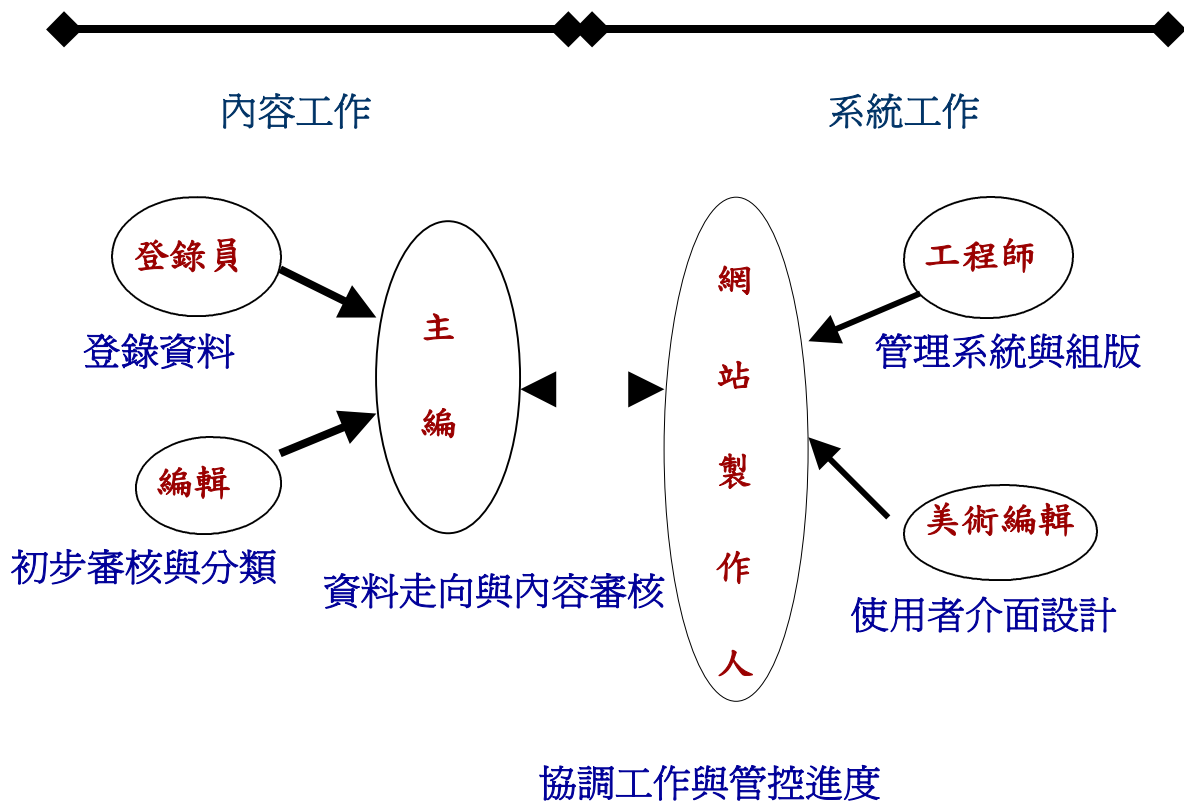 內容工作
系統工作
登錄員
登錄資料
編輯
初步審核與分類
主編
資料走向與內容審核
網站製作人
協調工作與管控進度
工程師
管理系統與組版
美術編輯
使用者介面設計